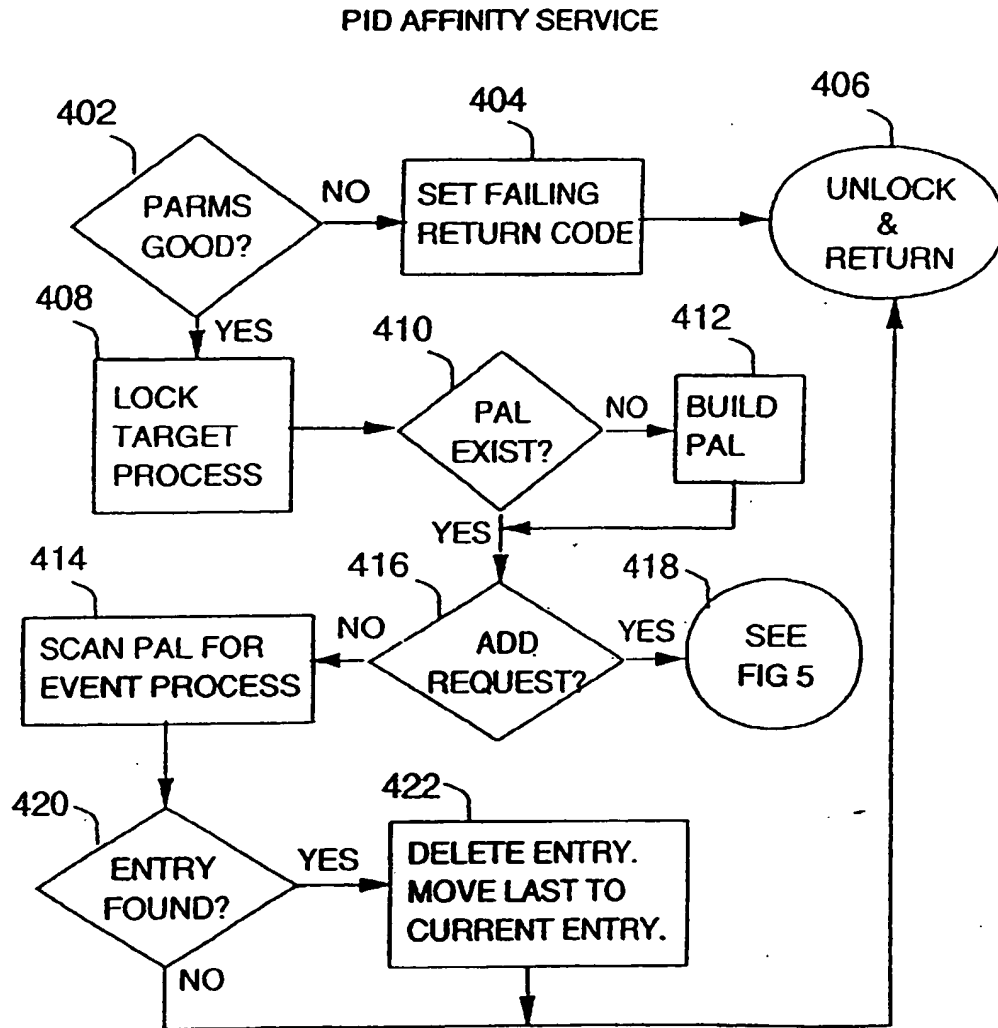 PID AFFINITY SERVICE
402
404
406
PARMS
GOOD?
NO
SET FAILING
RETURN CODE
UNLOCK
&
RETURN
408
YES
410
412
LOCK
TARGET
PROCESS
PAL
EXIST?
NO
BUILD
PAL
YES
414
416
418
SCAN PAL FOR
EVENT PROCESS
NO
ADD
REQUEST?
YES
SEE
FIG 5
420
422
ENTRY
FOUND?
YES
DELETE ENTRY.
MOVE LAST TO
CURRENT ENTRY.
NO